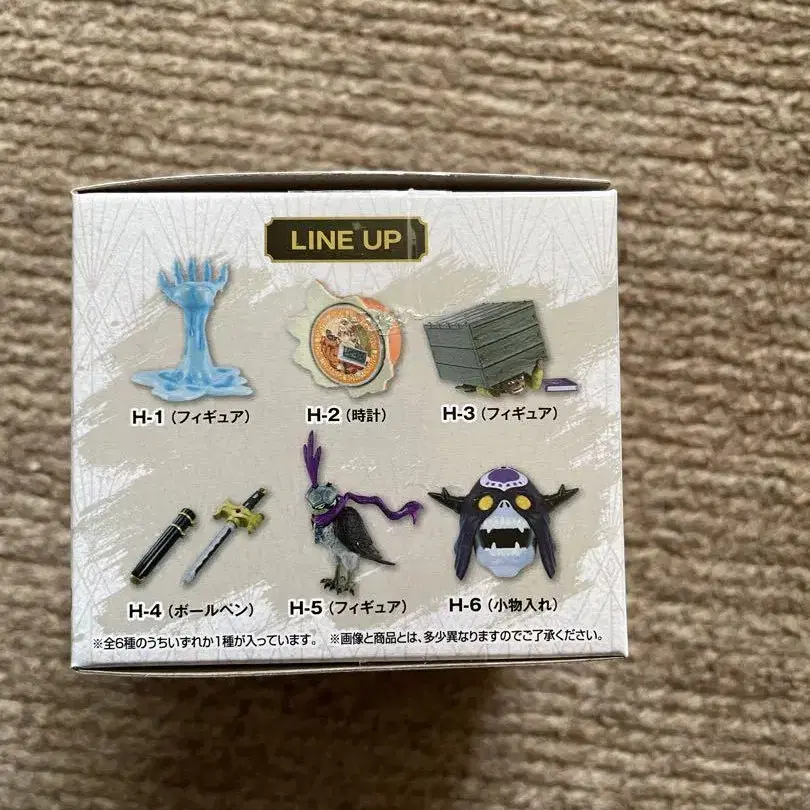 LINE UP
H-1 (フィギュア)
H-2 (時計)
H-3 (フィギュア)
H-4 (ボールペン)
H-5 (フィギュア)
H-6 (小物入れ)
※全6種のうちいずれか1種が入っています。 ※画像と商品とは、多少異なりますのでご了承ください。